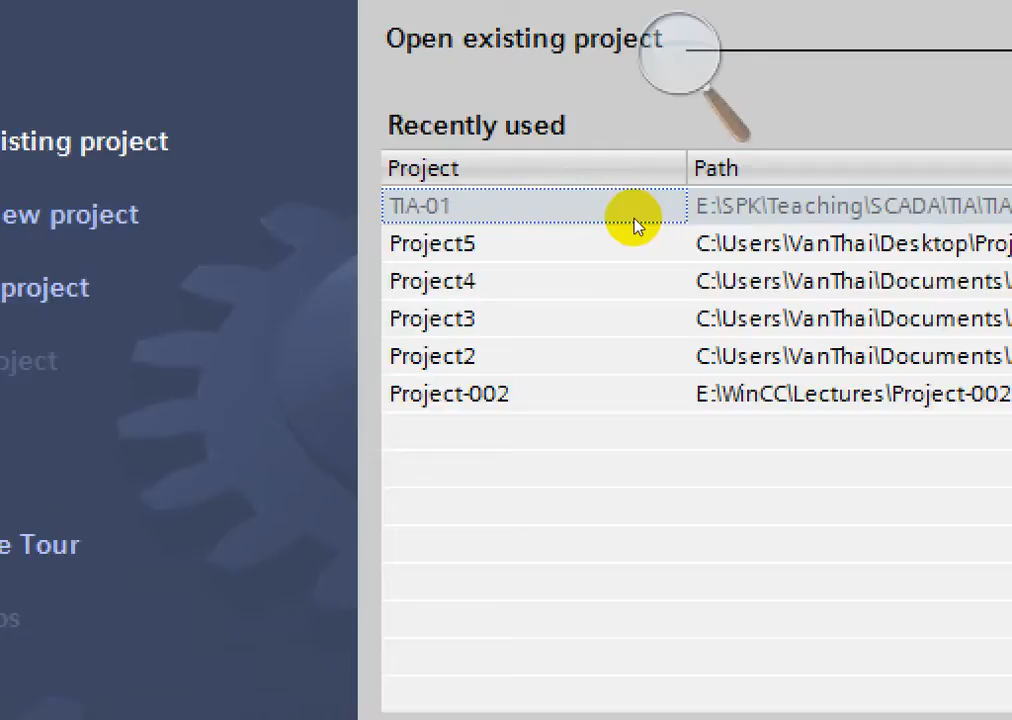 Open existing project
isting project
Recently used
Project Path
ew project
TIA-01 E:\SPK\Teaching\SCADA\TIA\TIA
Project5 C:\Users\VanThai\Desktop\Proj
project
Project4 C:\Users\VanThai\Documents\
Project3 C:\Users\VanThai\Documents\
oject
Project2 C:\Users\VanThai\Documents\
Project-002 E:\WinCC\Lectures\Project-002
e Tour
os